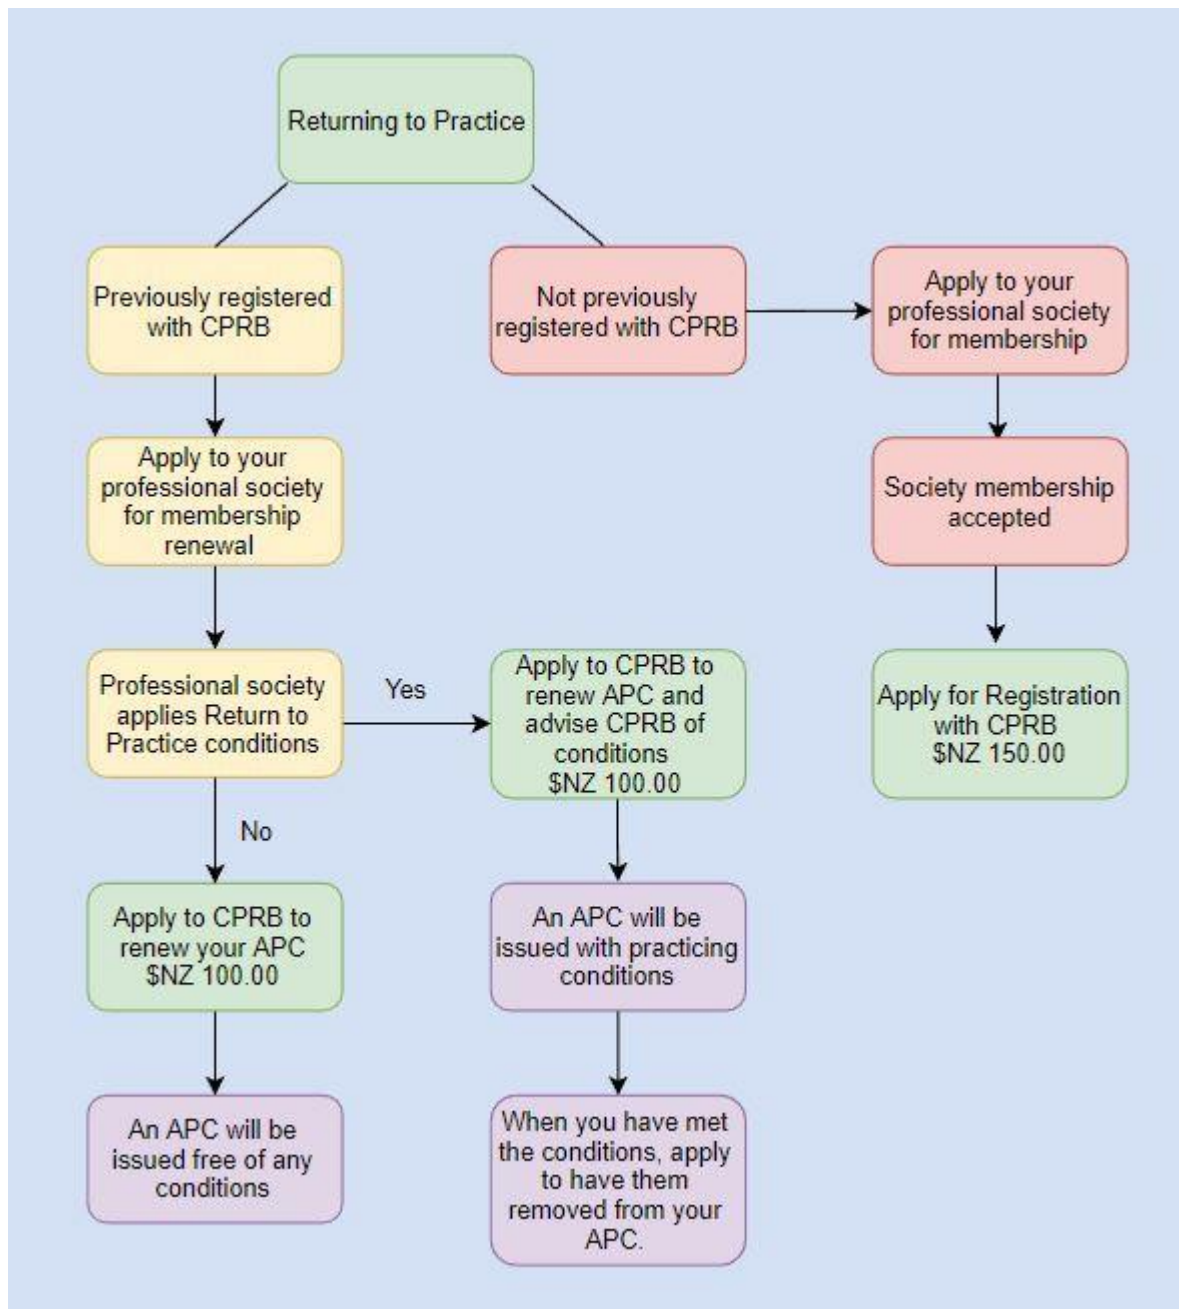 Returning to Practice
Previously registered
with CPRB
Not previously
registered with CPRB
Apply to your
professional society
for membership
Apply to your
professional society
for membership
renewal
Society membership
accepted
Professional society
applies Return to
Practice conditions
Yes
Apply to CPRB to
renew APC and
advise CPRB of
conditions
$NZ 100.00
Apply for Registration
with CPRB
$NZ 150.00
No
Apply to CPRB to
renew your APC
$NZ 100.00
An APC will be
issued with practicing
conditions
An APC will be
issued free of any
conditions
When you have met
the conditions, apply
to have them
removed from your
APC.